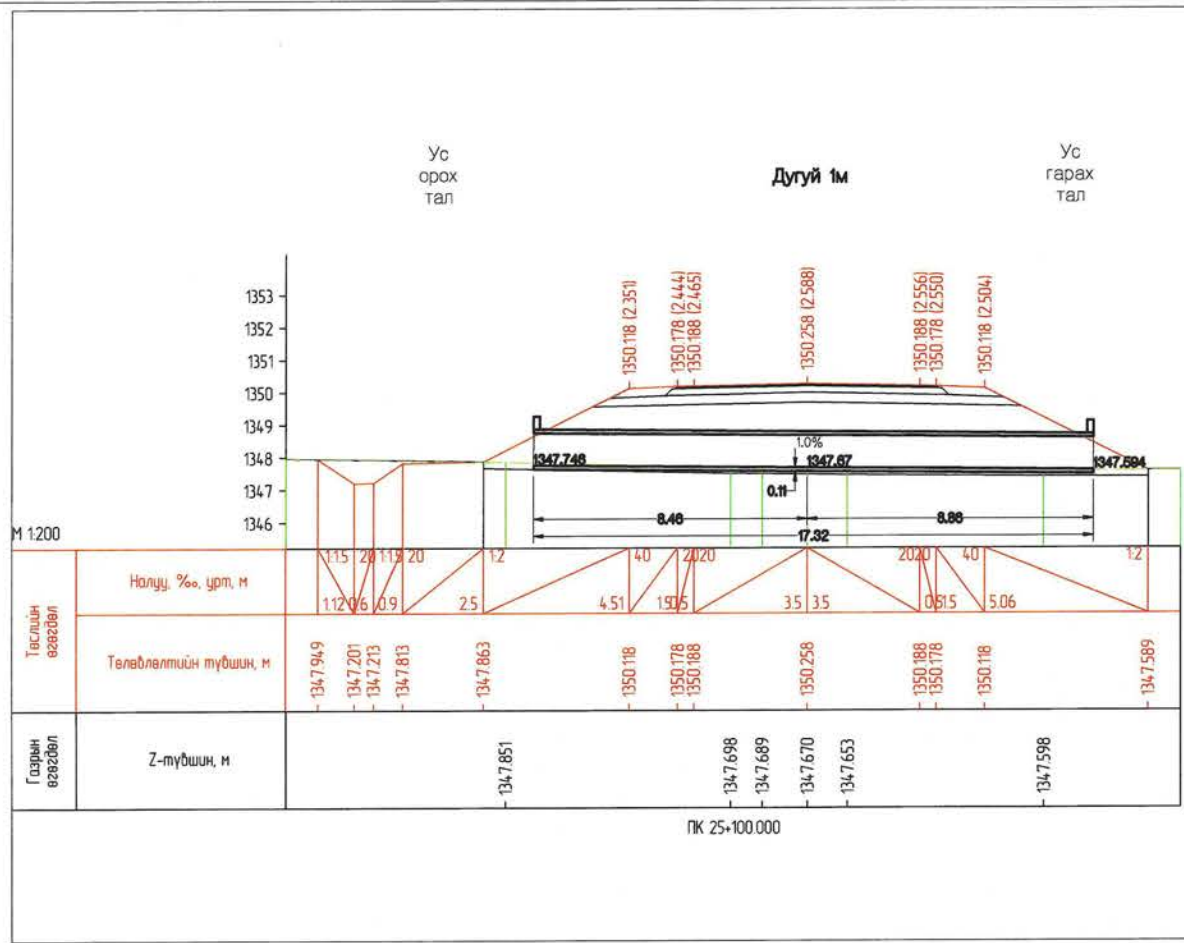 Ус
орох
тал
Дугуй 1м
Ус
гарах
тал
1350.118 (2.351)
1350.178 (2.444)
1350.188 (2.465)
1350.258 (2.588)
1350.188 (2.556)
1350.178 (2.550)
1350.118 (2.504)
1353
1352
1351
1350
1349
1348
1347
1346
1.0%
1347.746
1347.67
1347.594
0.11
8.46
8.86
17.32
М 1:200
Төслийн өгөгдөл
Налуу, ‰, урт, м
1:1.5 20 1:1.5 20 1:2 40 20 20 20 20 40 1:2
1.12 0.6 0.9 2.5 4.51 1.5 0.5 3.5 3.5 0.5 1.5 5.06
Төлөвлөлтийн түвшин, м
1347.949 1347.201 1347.213 1347.813 1347.863 1350.118 1350.178 1350.188 1350.258 1350.188 1350.178 1350.118 1347.589
Газрын өгөгдөл
Z-түвшин, м
1347.851 1347.698 1347.689 1347.670 1347.653 1347.598
ПК 25+100.000